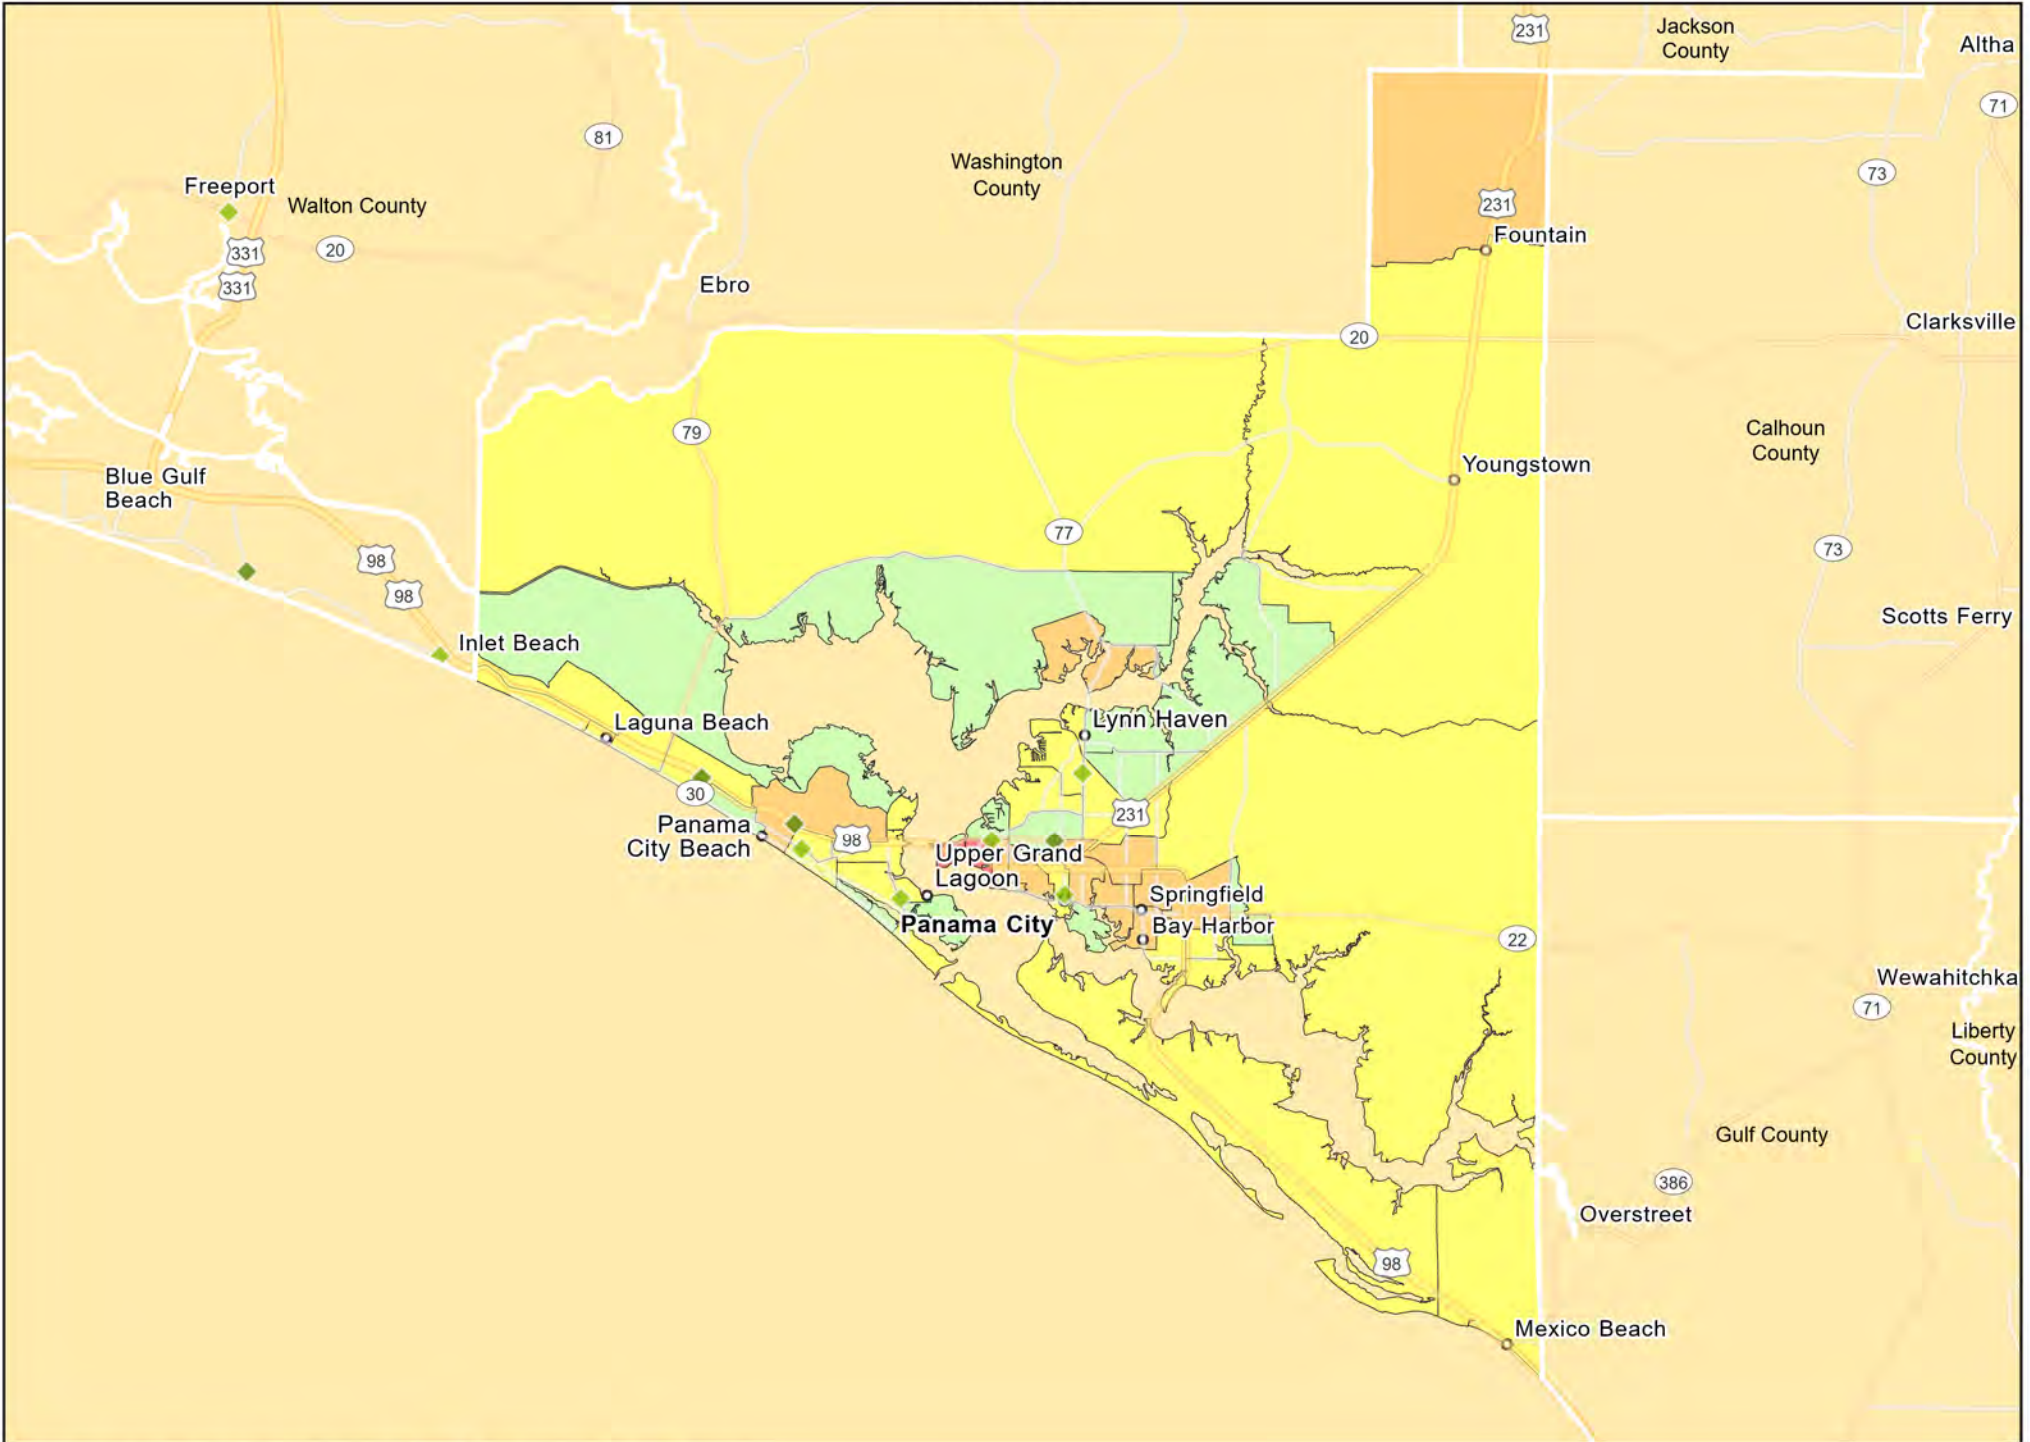 231
Jackson
County
Altha
71
81
Washington
County
73
Freeport
Walton County
231
Fountain
331
20
331
Ebro
Clarksville
20
79
Calhoun
County
Youngstown
Blue Gulf
Beach
77
98
73
98
Scotts Ferry
Inlet Beach
Laguna Beach
Lynn Haven
30
231
Panama
City Beach
98
Upper Grand
Lagoon
Springfield
Panama City
Bay Harbor
22
Wewahitchka
71
Liberty
County
Gulf County
386
Overstreet
98
Mexico Beach